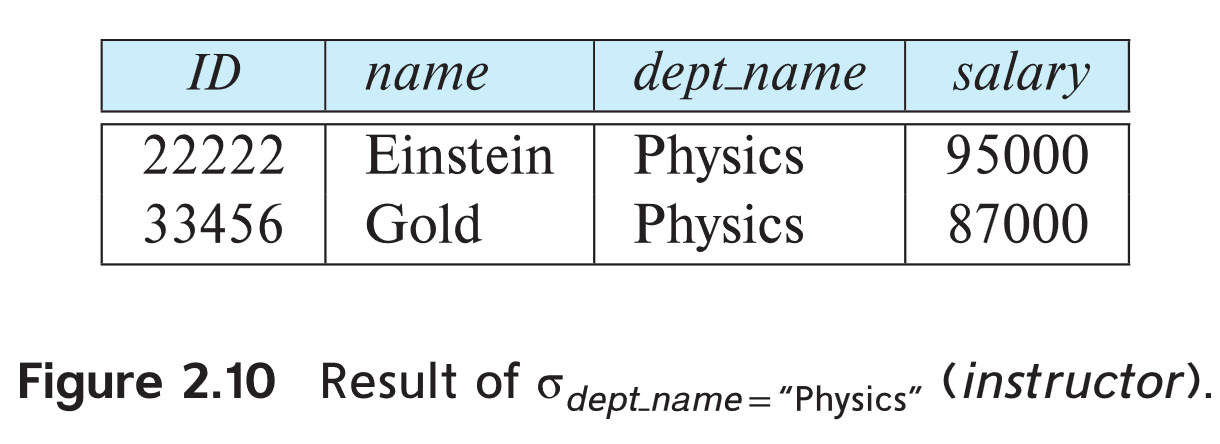 ID name dept_name salary
22222 Einstein Physics 95000
33456 Gold Physics 87000
Figure 2.10 Result of σ dept_name = “Physics” (instructor).